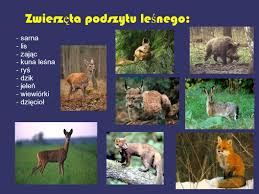 Zwierzęta podszytu leśnego:
- sarna
- lis
- zając
- kuna leśna
- ryś
- dzik
- jeleń
- wiewiórki
- dzięcioł